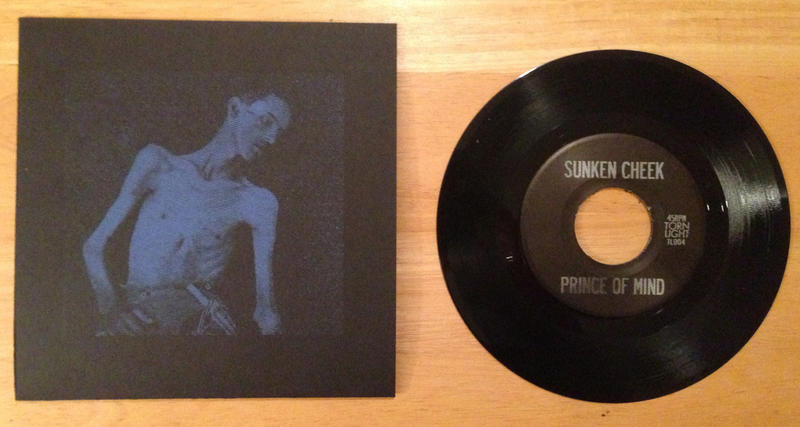 SUNKEN CHEEK
45RPM
TORN
LIGHT
TL004
PRINCE OF MIND